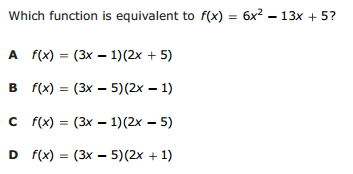 Which function is equivalent to f(x) = 6x² – 13x + 5?
A f(x) = (3x – 1)(2x + 5)
B f(x) = (3x – 5)(2x – 1)
C f(x) = (3x – 1)(2x – 5)
D f(x) = (3x – 5)(2x + 1)